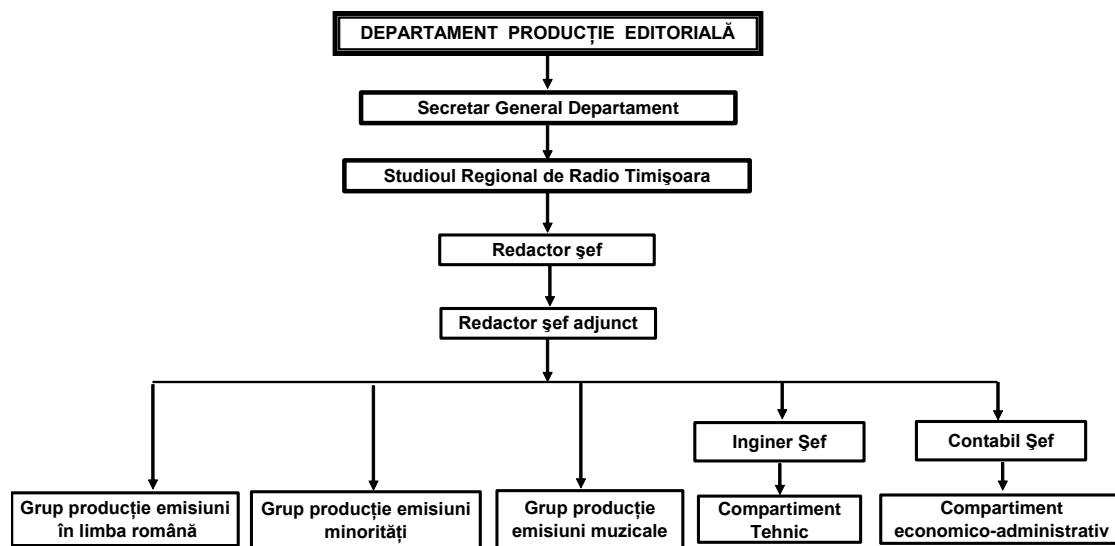 DEPARTAMENT PRODUCȚIE EDITORIALĂ
Secretar General Departament
Studioul Regional de Radio Timişoara
Redactor şef
Redactor şef adjunct
Inginer Şef
Contabil Şef
Grup producție emisiuni
în limba română
Grup producție emisiuni
minorități
Grup producție
emisiuni muzicale
Compartiment
Tehnic
Compartiment
economico-administrativ